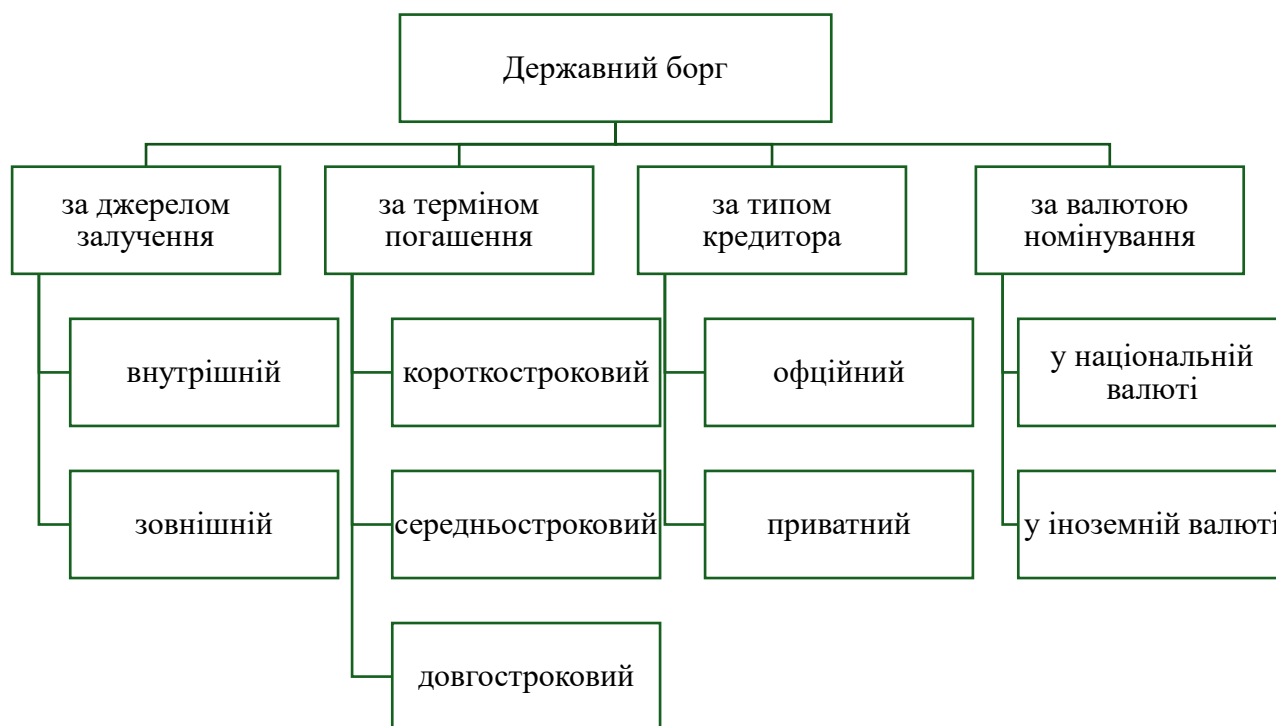 Державний борг
за джерелом
залучення
внутрішній
зовнішній
за терміном
погашення
короткостроковий
середньостроковий
довгостроковий
за типом
кредитора
офційний
приватний
за валютою
номінування
у національній
валюті
у іноземній валюті